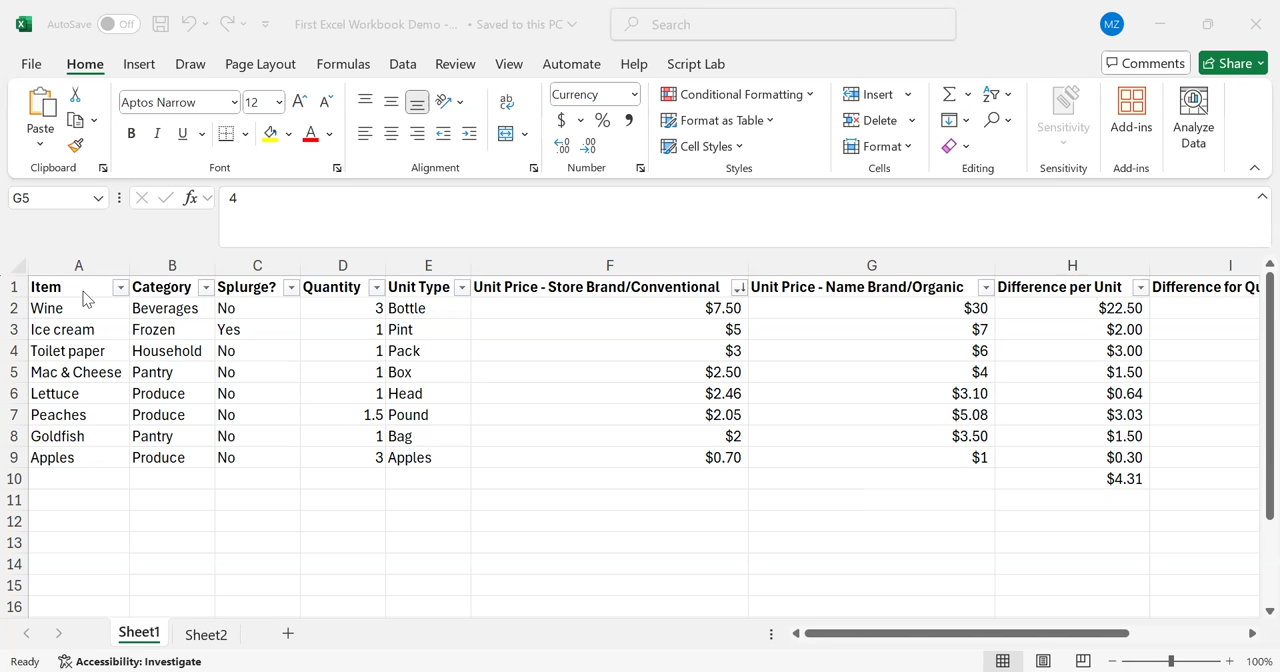 AutoSave Off First Excel Workbook Demo -... • Saved to this PC Search MZ
File Home Insert Draw Page Layout Formulas Data Review View Automate Help Script Lab Comments Share
Paste
Clipboard
Aptos Narrow 12
B I U A
Font
ab
Alignment
Currency
$ % 9
Number
Conditional Formatting
Format as Table
Cell Styles
Styles
Insert
Delete
Format
Cells
Editing
Sensitivity
Sensitivity
Add-ins
Add-ins
Analyze
Data
G5 fx 4
A B C D E F G H I
1 Item Category Splurge? Quantity Unit Type Unit Price - Store Brand/Conventional Unit Price - Name Brand/Organic Difference per Unit Difference for Qu
2 Wine Beverages No 3 Bottle $7.50 $30 $22.50
3 Ice cream Frozen Yes 1 Pint $5 $7 $2.00
4 Toilet paper Household No 1 Pack $3 $6 $3.00
5 Mac & Cheese Pantry No 1 Box $2.50 $4 $1.50
6 Lettuce Produce No 1 Head $2.46 $3.10 $0.64
7 Peaches Produce No 1.5 Pound $2.05 $5.08 $3.03
8 Goldfish Pantry No 1 Bag $2 $3.50 $1.50
9 Apples Produce No 3 Apples $0.70 $1 $0.30
10 $4.31
11
12
13
14
15
16
Sheet1 Sheet2
Ready Accessibility: Investigate 100%